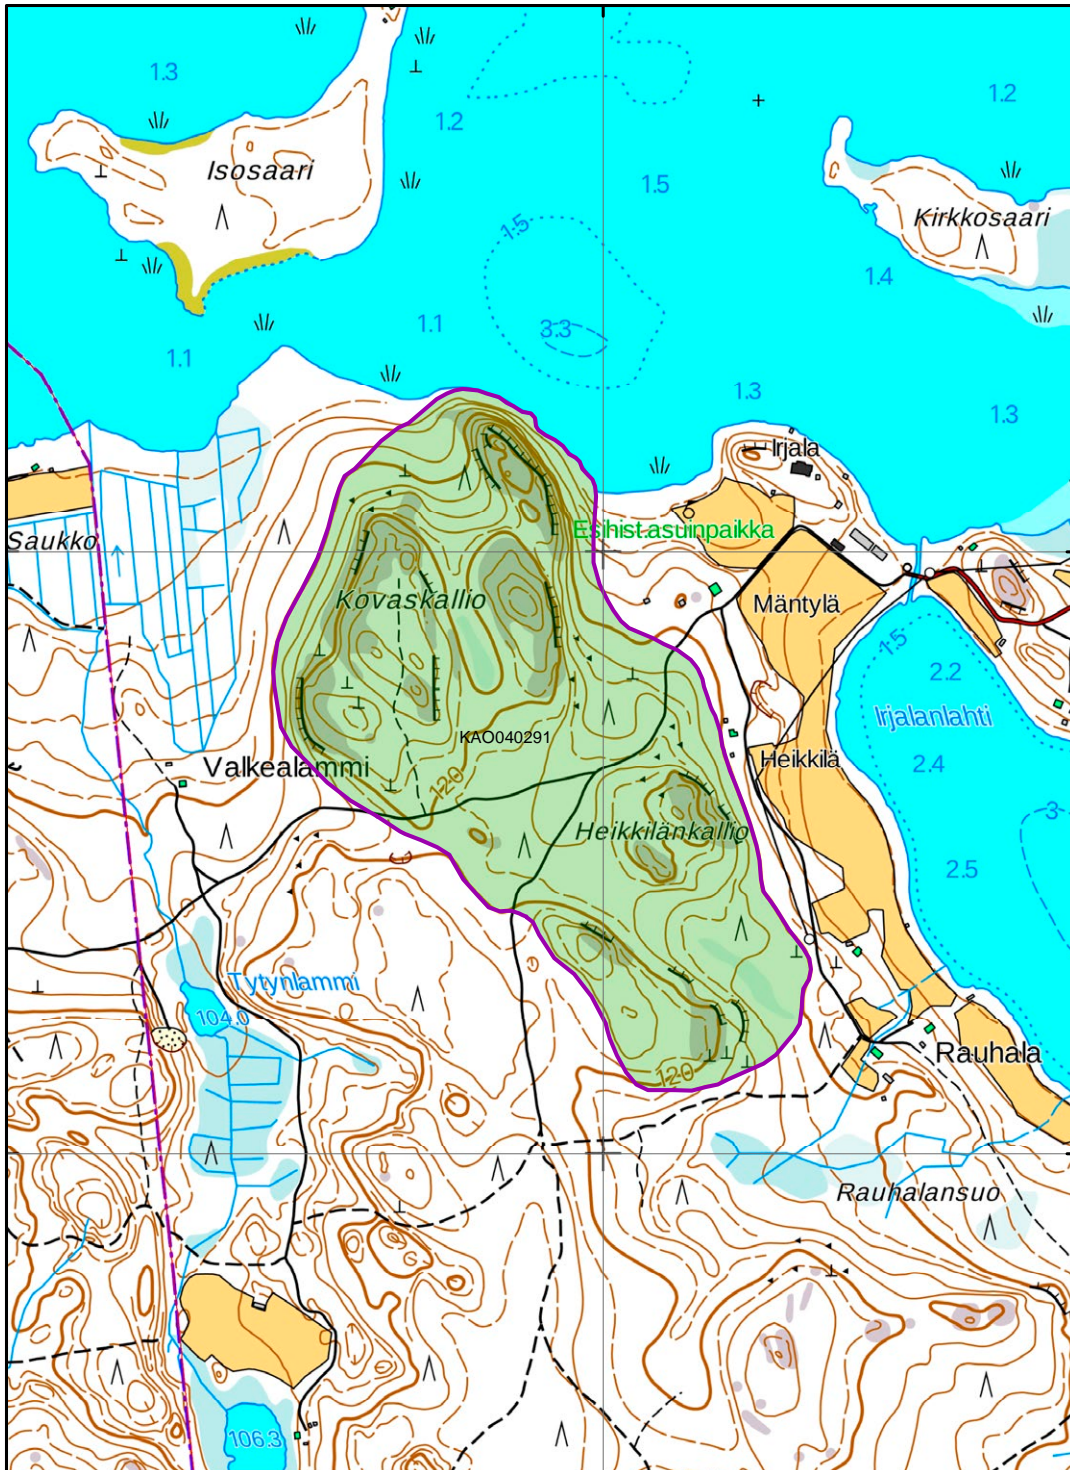 1.3
1.2
1.2
Isosaari
1.5
Kirkkosaari
1.5
1.4
1.1
3.3
1.1
1.3
1.3
Irjala
Esihist.asuinpaikka
Saukko
Kovaskallio
Mäntylä
1.5
2.2
Irjalanlahti
KAO040291
Valkealammi
Heikkilä
2.4
120
3
Heikkilänkallio
2.5
Tytynlammi
104.0
Rauhala
120
Rauhalansuo
106.3